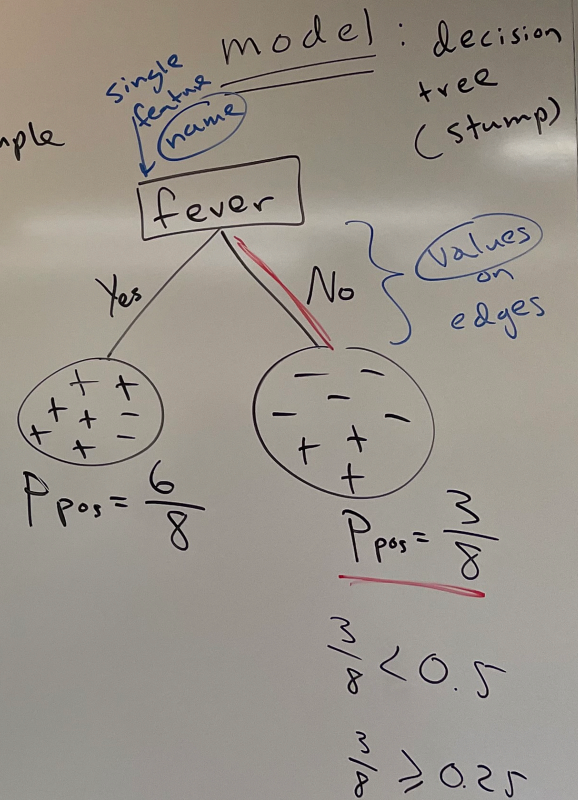 model : decision
tree
(stump)
single
feature
name
fever
Yes
No
values
on
edges
+ +
+ + -
+ + -
- -
- -
-
+ +
+
Ppos = 6/8
Ppos = 3/8
3/8 < 0.5
3/8 ≥ 0.25